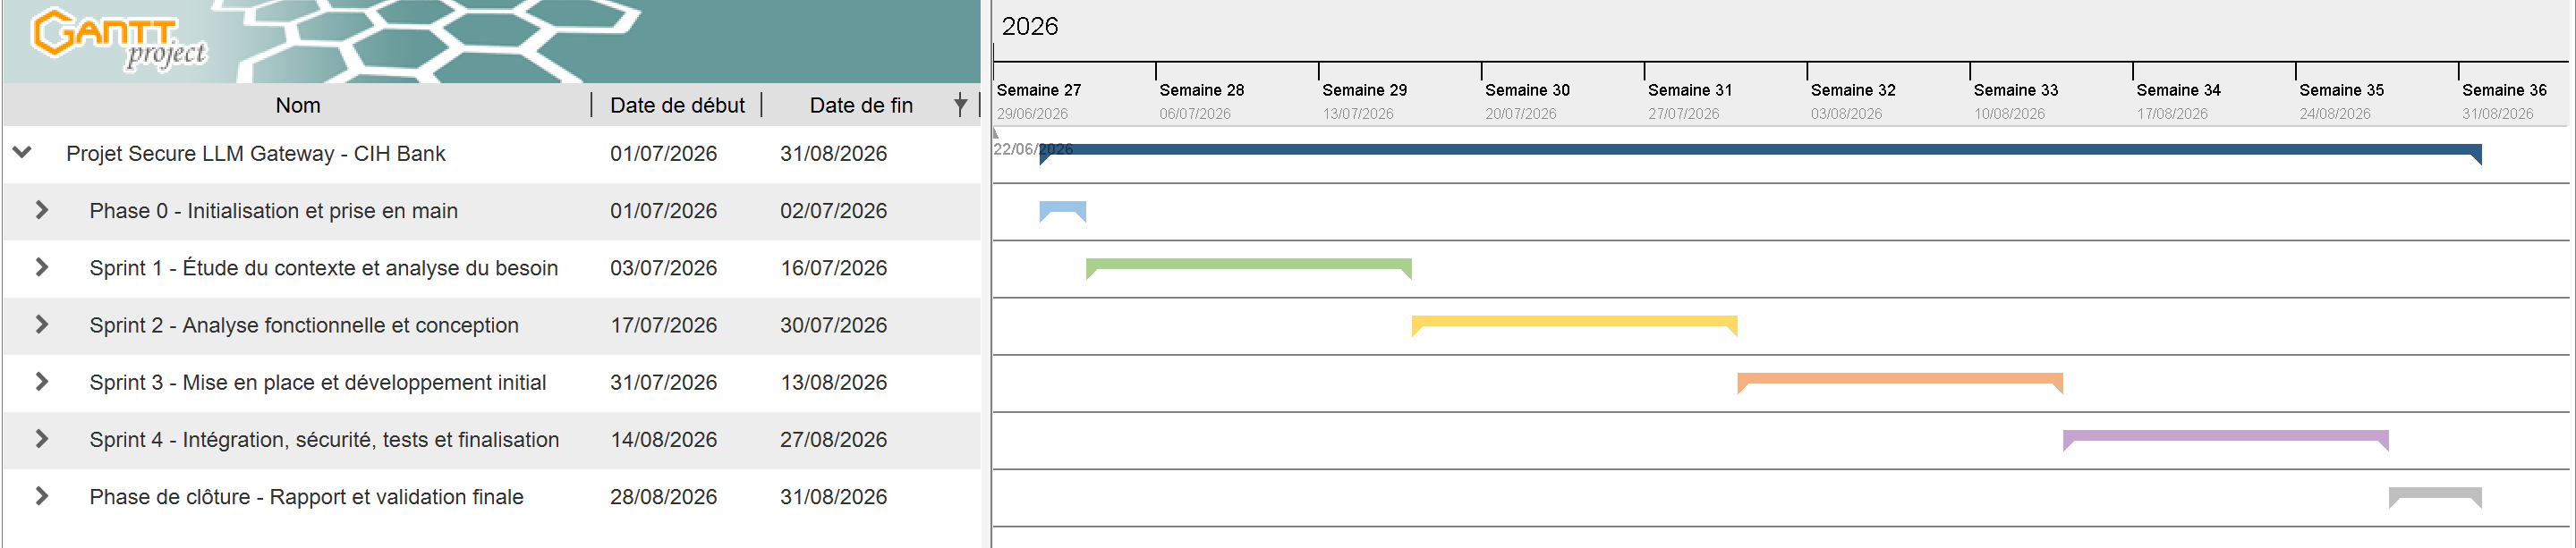 GANTT
project
2026
Nom Date de début Date de fin
Semaine 27 Semaine 28 Semaine 29 Semaine 30 Semaine 31 Semaine 32 Semaine 33 Semaine 34 Semaine 35 Semaine 36
29/06/2026 06/07/2026 13/07/2026 20/07/2026 27/07/2026 03/08/2026 10/08/2026 17/08/2026 24/08/2026 31/08/2026
22/06/2026
Projet Secure LLM Gateway - CIH Bank 01/07/2026 31/08/2026
Phase 0 - Initialisation et prise en main 01/07/2026 02/07/2026
Sprint 1 - Étude du contexte et analyse du besoin 03/07/2026 16/07/2026
Sprint 2 - Analyse fonctionnelle et conception 17/07/2026 30/07/2026
Sprint 3 - Mise en place et développement initial 31/07/2026 13/08/2026
Sprint 4 - Intégration, sécurité, tests et finalisation 14/08/2026 27/08/2026
Phase de clôture - Rapport et validation finale 28/08/2026 31/08/2026